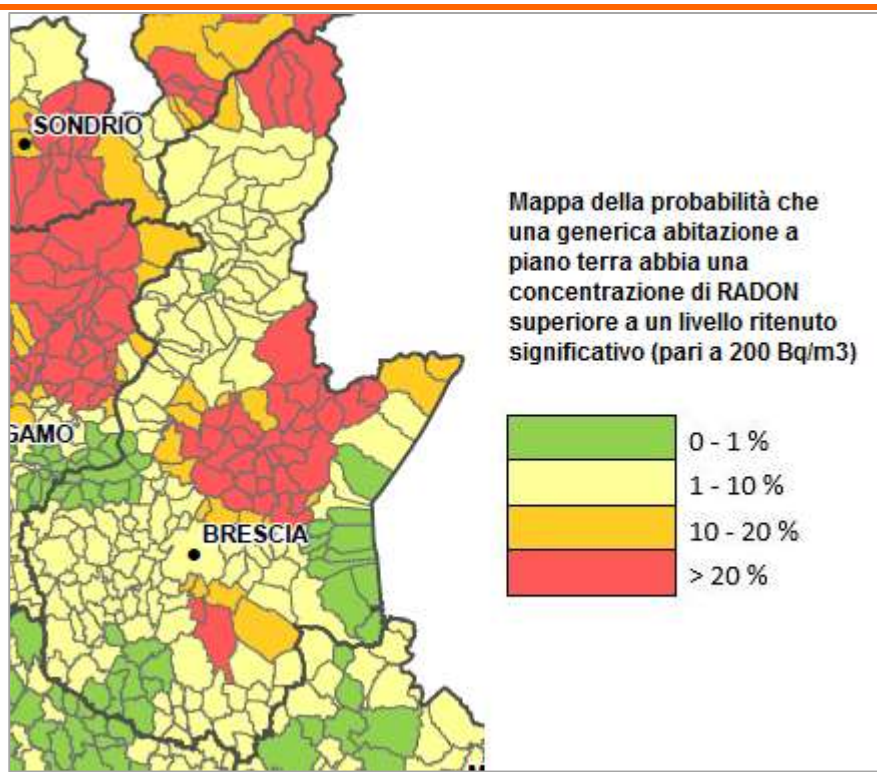 SONDRIO
GAMO
BRESCIA
Mappa della probabilità che
una generica abitazione a
piano terra abbia una
concentrazione di RADON
superiore a un livello ritenuto
significativo (pari a 200 Bq/m3)
0 - 1 %
1 - 10 %
10 - 20 %
> 20 %